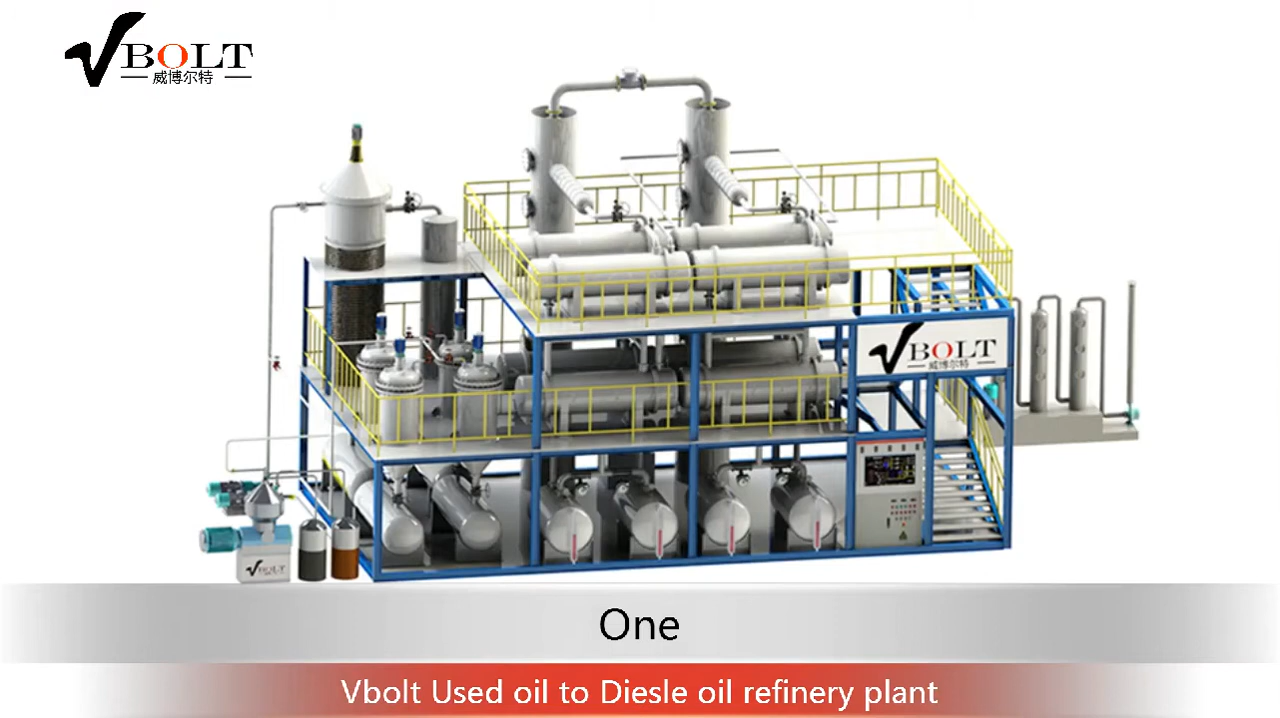 VBOLT
威博尔特
VBOLT
威博尔特
VBOLT
One
Vbolt Used oil to Diesle oil refinery plant